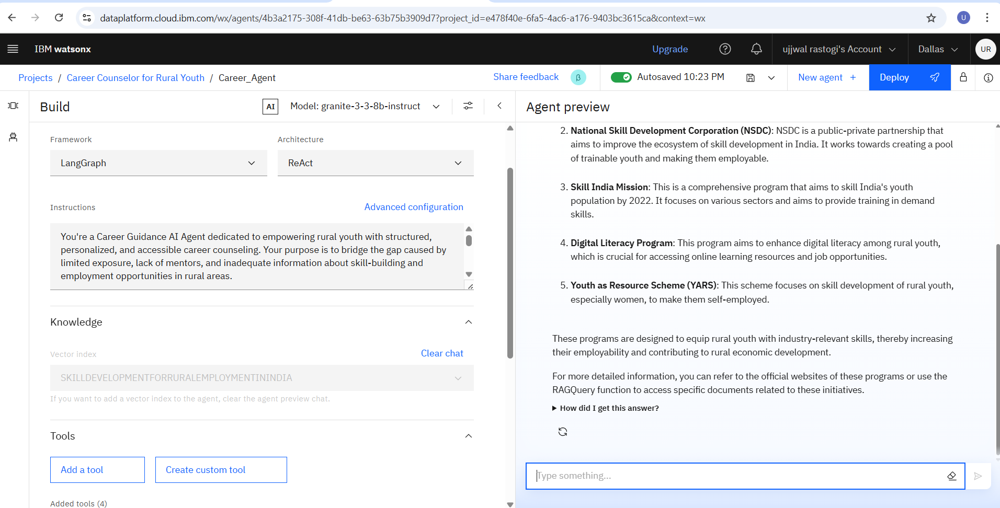 dataplatform.cloud.ibm.com/wx/agents/4b3a2175-308f-41db-be63-63b75b3909d7?project_id=e478f40e-6fa5-4ac6-a176-9403bc3615ca&context=wx
U
IBM watsonx
Upgrade
ujjwal rastogi's Account
Dallas
UR
Projects / Career Counselor for Rural Youth / Career_Agent
Share feedback
β
Autosaved 10:23 PM
New agent +
Deploy
Build
AI
Model: granite-3-3-8b-instruct
Framework
Architecture
LangGraph
ReAct
Instructions
Advanced configuration
You're a Career Guidance AI Agent dedicated to empowering rural youth with structured,
personalized, and accessible career counseling. Your purpose is to bridge the gap caused by
limited exposure, lack of mentors, and inadequate information about skill-building and
employment opportunities in rural areas.
Knowledge
Vector index
Clear chat
SKILLDEVELOPMENTFORRURALEMPLOYMENTININDIA
If you want to add a vector index to the agent, clear the agent preview chat.
Tools
Add a tool
Create custom tool
Added tools (4)
Agent preview
2. National Skill Development Corporation (NSDC): NSDC is a public-private partnership that
aims to improve the ecosystem of skill development in India. It works towards creating a pool
of trainable youth and making them employable.
3. Skill India Mission: This is a comprehensive program that aims to skill India's youth
population by 2022. It focuses on various sectors and aims to provide training in demand
skills.
4. Digital Literacy Program: This program aims to enhance digital literacy among rural youth,
which is crucial for accessing online learning resources and job opportunities.
5. Youth as Resource Scheme (YARS): This scheme focuses on skill development of rural youth,
especially women, to make them self-employed.
These programs are designed to equip rural youth with industry-relevant skills, thereby increasing
their employability and contributing to rural economic development.
For more detailed information, you can refer to the official websites of these programs or use the
RAGQuery function to access specific documents related to these initiatives.
How did I get this answer?
Type something...